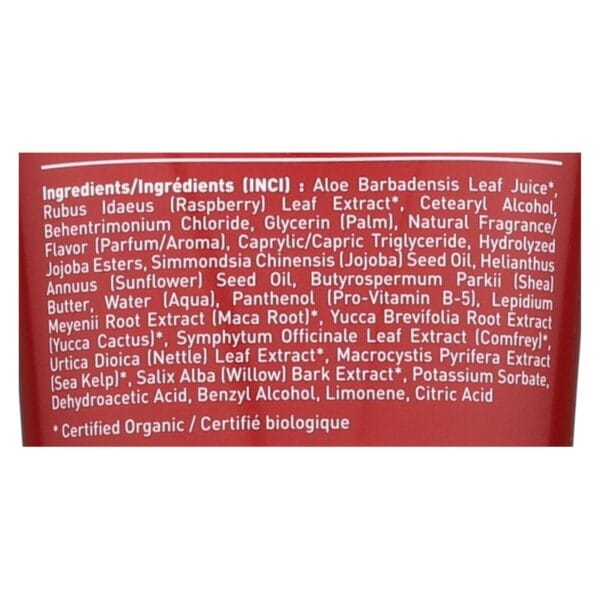 Ingredients/Ingrédients (INCI) : Aloe Barbadensis Leaf Juice*,
Rubus Idaeus (Raspberry) Leaf Extract*, Cetearyl Alcohol,
Behentrimonium Chloride, Glycerin (Palm), Natural Fragrance/
Flavor (Parfum/Aroma), Caprylic/Capric Triglyceride, Hydrolyzed
Jojoba Esters, Simmondsia Chinensis (Jojoba) Seed Oil, Helianthus
Annuus (Sunflower) Seed Oil, Butyrospermum Parkii (Shea)
Butter, Water (Aqua), Panthenol (Pro-Vitamin B-5), Lepidium
Meyenii Root Extract (Maca Root)*, Yucca Brevifolia Root Extract
(Yucca Cactus)*, Symphytum Officinale Leaf Extract (Comfrey)*,
Urtica Dioica (Nettle) Leaf Extract*, Macrocystis Pyrifera Extract
(Sea Kelp)*, Salix Alba (Willow) Bark Extract*, Potassium Sorbate,
Dehydroacetic Acid, Benzyl Alcohol, Limonene, Citric Acid
* Certified Organic / Certifié biologique